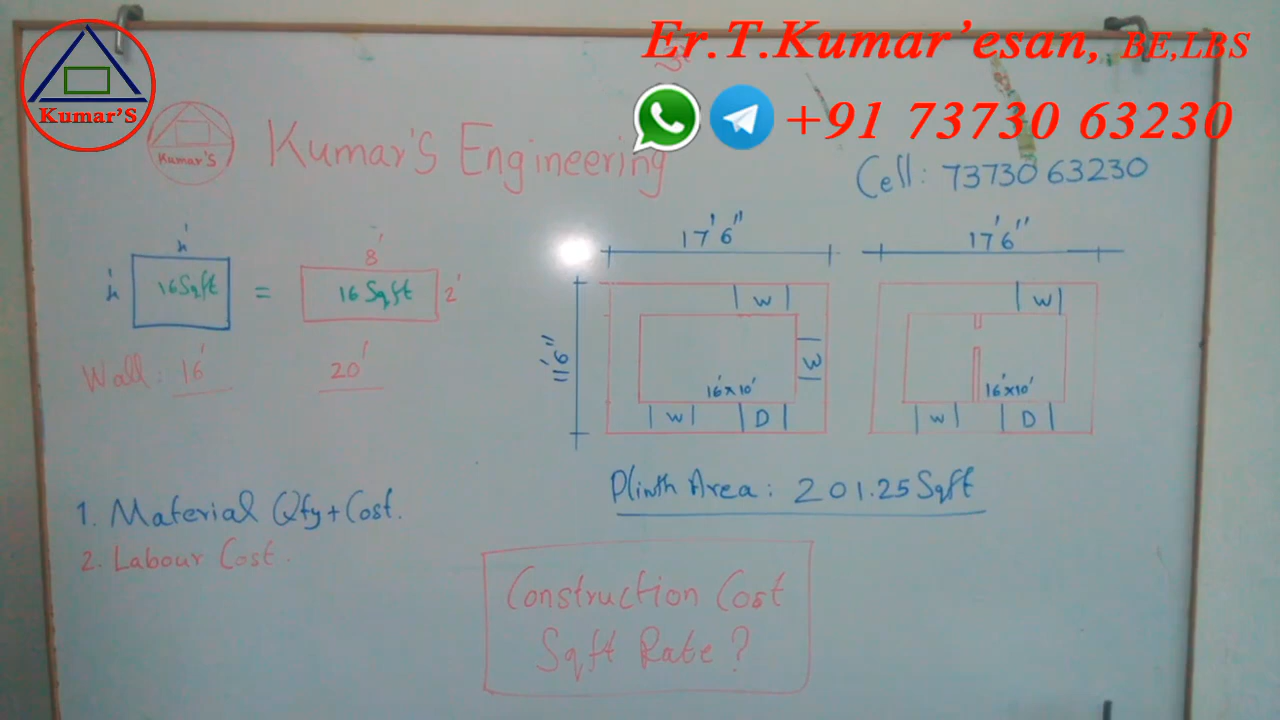 Er.T.Kumar'esan, BE,LBS
+91 73730 63230
Kumar'S
Kumar'S
Kumar'S Engineering
Cell: 73730 63230
4'
4'
16 Sqft
=
8'
16 Sqft
2'
Wall: 16'
20'
17'6"
11'6"
W
W
16'x10'
W
D
17'6"
W
16'x10'
W
D
Plinth Area: 201.25 Sqft
1. Material Qty + Cost.
2. Labour Cost.
Construction Cost
Sqft Rate?